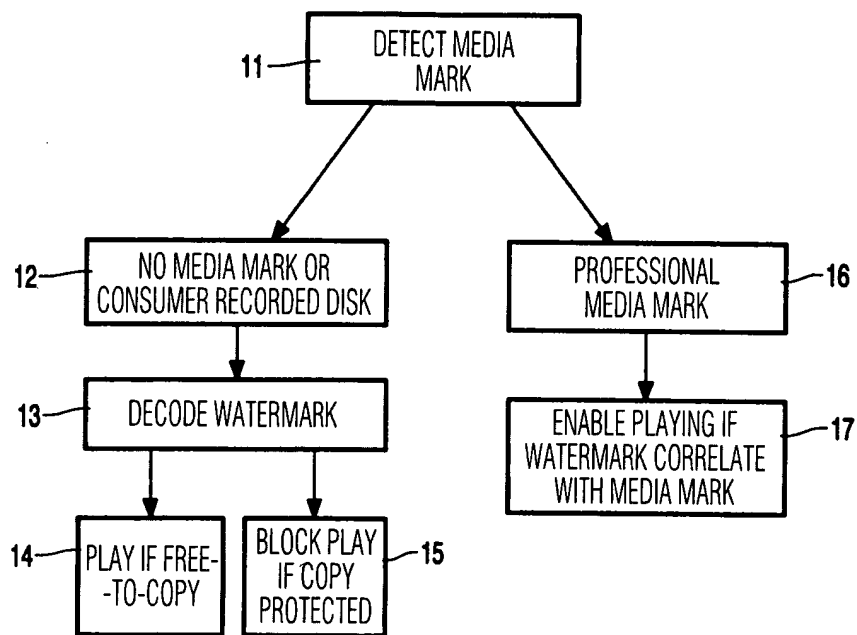 11
DETECT MEDIA
MARK
12
NO MEDIA MARK OR
CONSUMER RECORDED DISK
PROFESSIONAL
MEDIA MARK
16
13
DECODE WATERMARK
ENABLE PLAYING IF
WATERMARK CORRELATE
WITH MEDIA MARK
17
14
PLAY IF FREE-
-TO-COPY
BLOCK PLAY
IF COPY
PROTECTED
15